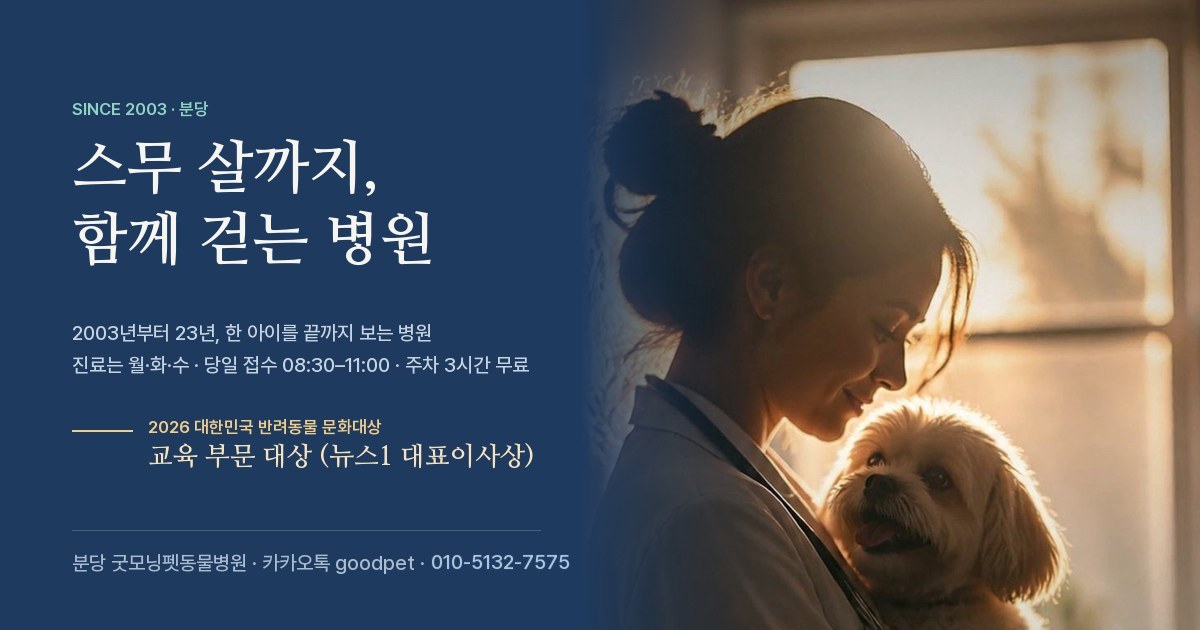 SINCE 2003 · 분당
스무 살까지,
함께 걷는 병원
2003년부터 23년, 한 아이를 끝까지 보는 병원
진료는 월·화·수 · 당일 접수 08:30–11:00 · 주차 3시간 무료
2026 대한민국 반려동물 문화대상
교육 부문 대상 (뉴스1 대표이사상)
분당 굿모닝펫동물병원 · 카카오톡 goodpet · 010-5132-7575